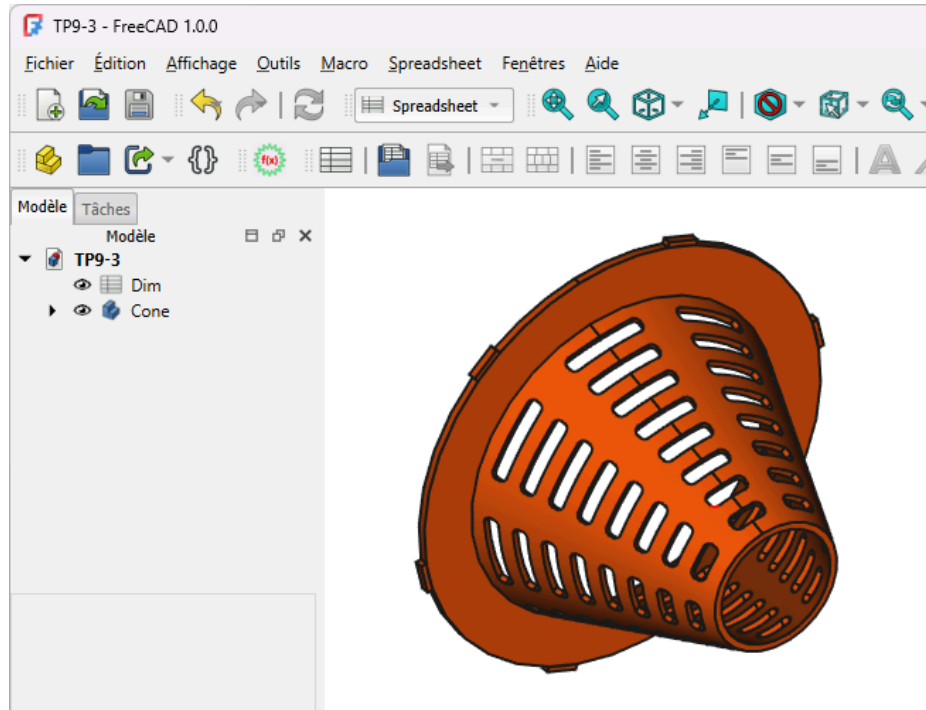 TP9-3 - FreeCAD 1.0.0
Fichier Édition Affichage Outils Macro Spreadsheet Fenêtres Aide
Spreadsheet
f(x)
A
Modèle Tâches
Modèle
TP9-3
Dim
Cone